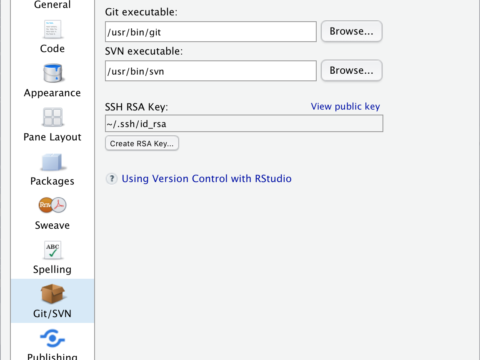 General
Code
Appearance
Pane Layout
Packages
Sweave
ABC
Spelling
Git/SVN
Publishing
Git executable:
/usr/bin/git Browse...
SVN executable:
/usr/bin/svn Browse...
SSH RSA Key: View public key
~/.ssh/id_rsa
Create RSA Key...
? Using Version Control with RStudio